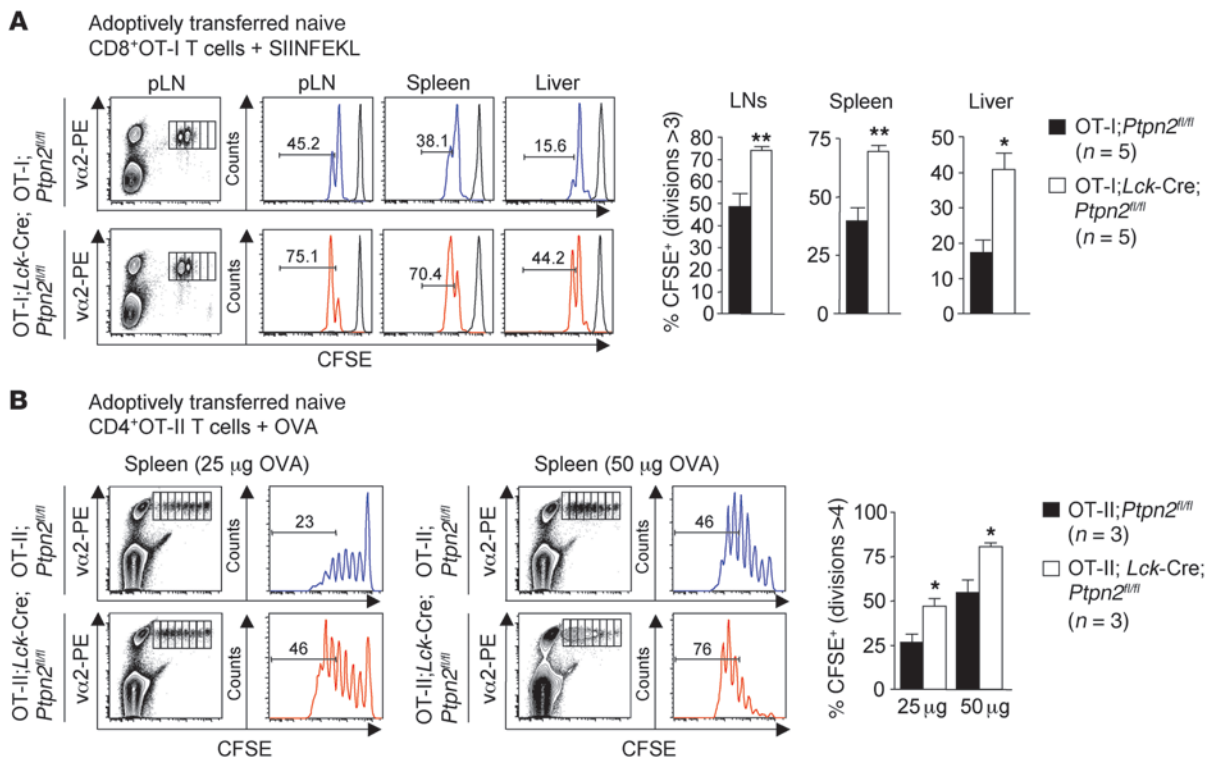 A
Adoptively transferred naive
CD8+OT-I T cells + SIINFEKL
pLN
pLN
Spleen
Liver
OT-I;
Ptpn2fl/fl
vα2-PE
Counts
45.2
38.1
15.6
OT-I;Lck-Cre;
Ptpn2fl/fl
vα2-PE
Counts
75.1
70.4
44.2
CFSE
LNs
Spleen
Liver
% CFSE+ (divisions >3)
80
70
60
50
40
30
20
10
0
**
75
50
25
0
**
50
40
30
20
10
0
*
OT-I;Ptpn2fl/fl
(n = 5)
OT-I;Lck-Cre;
Ptpn2fl/fl
(n = 5)
B
Adoptively transferred naive
CD4+OT-II T cells + OVA
Spleen (25 μg OVA)
Spleen (50 μg OVA)
OT-II;
Ptpn2fl/fl
vα2-PE
Counts
23
OT-II;
Ptpn2fl/fl
vα2-PE
Counts
46
OT-II;Lck-Cre;
Ptpn2fl/fl
vα2-PE
Counts
46
OT-II;Lck-Cre;
Ptpn2fl/fl
vα2-PE
Counts
76
CFSE
CFSE
% CFSE+ (divisions >4)
100
75
50
25
0
*
*
25 μg
50 μg
OT-II;Ptpn2fl/fl
(n = 3)
OT-II; Lck-Cre;
Ptpn2fl/fl
(n = 3)